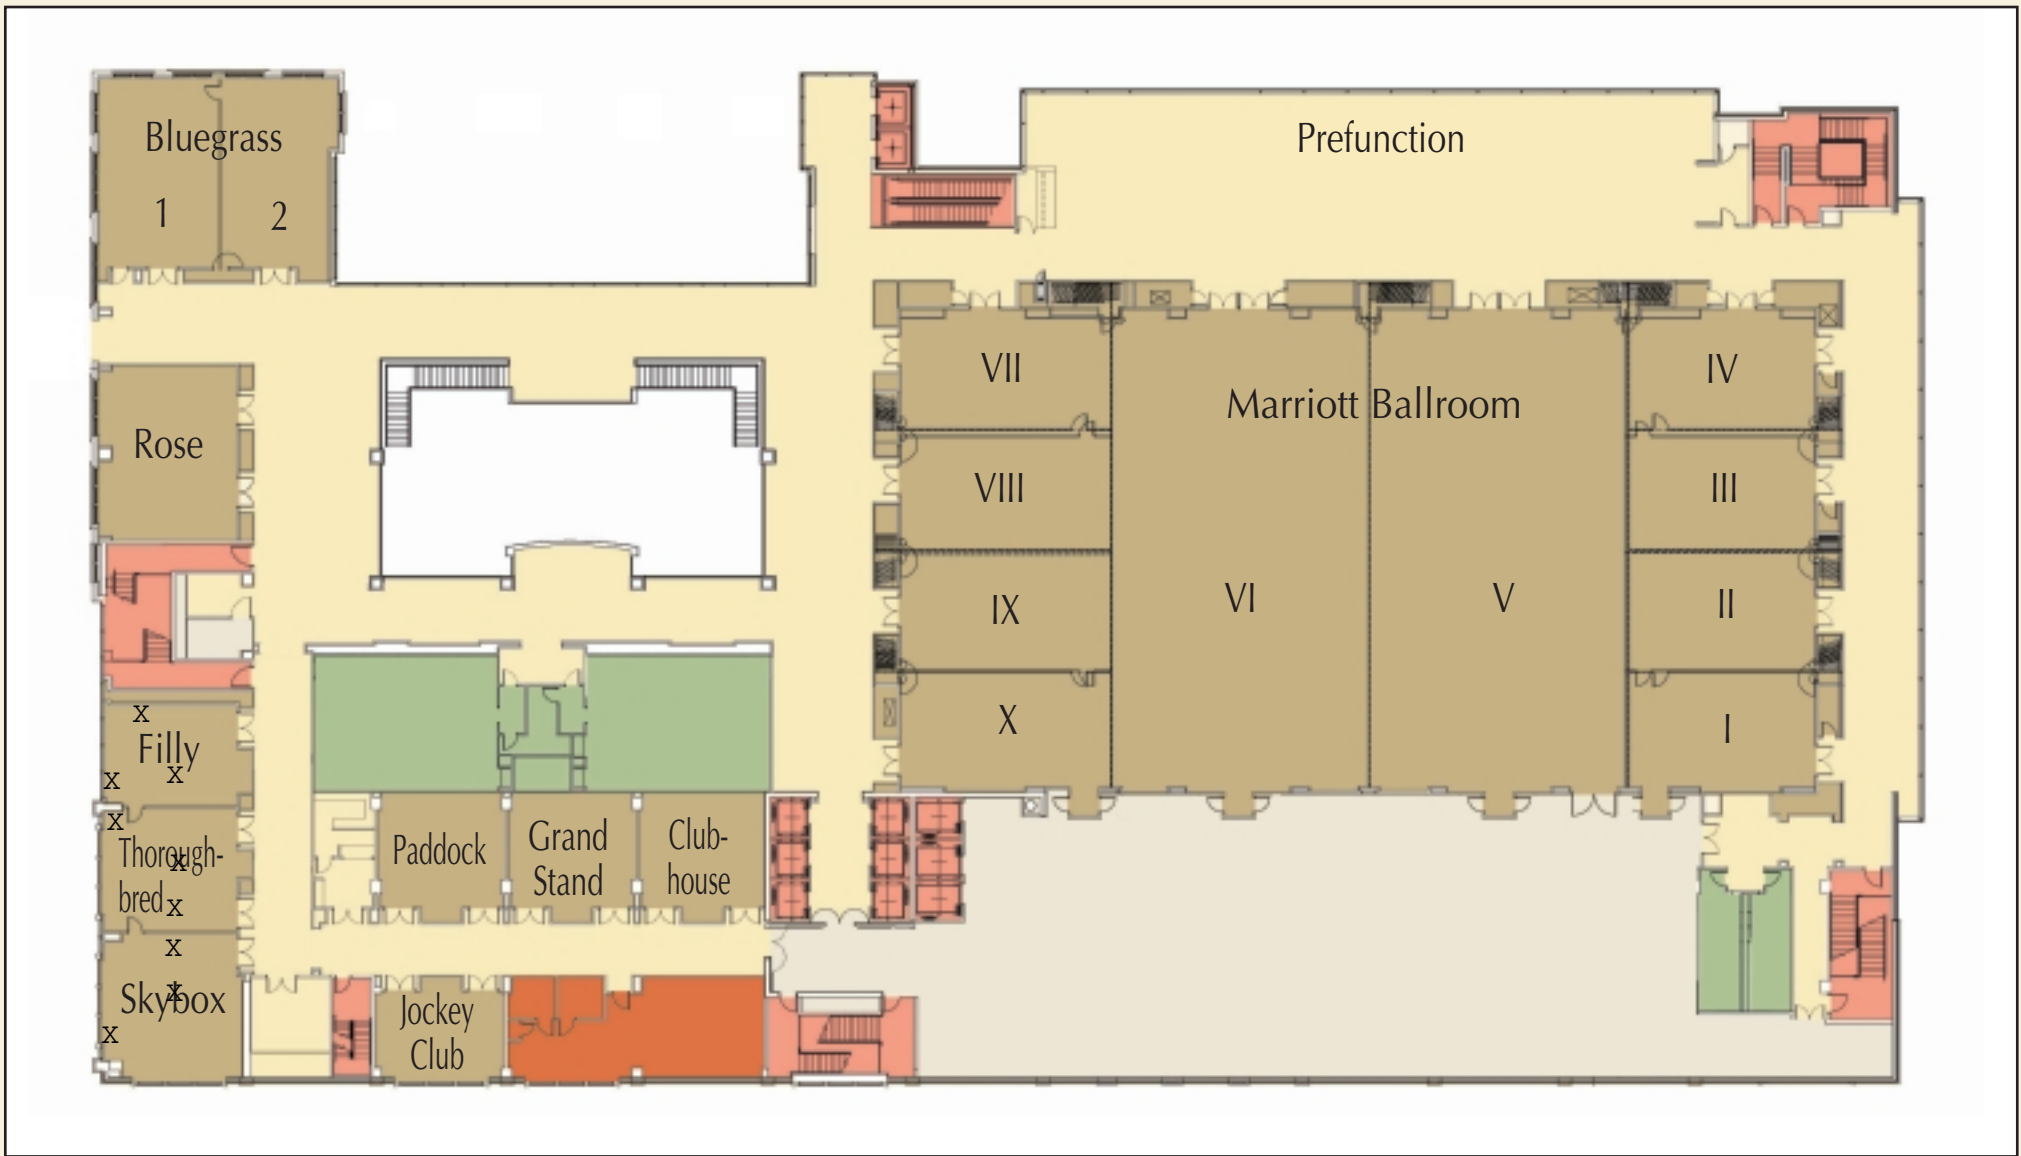 Bluegrass
1
2
Prefunction
Rose
VII
VIII
IX
X
Marriott Ballroom
VI
V
IV
III
II
I
x
Filly
x
x
x
Thorough-
x
bred
x
x
Skybox
x
x
Paddock
Grand
Stand
Club-
house
Jockey
Club